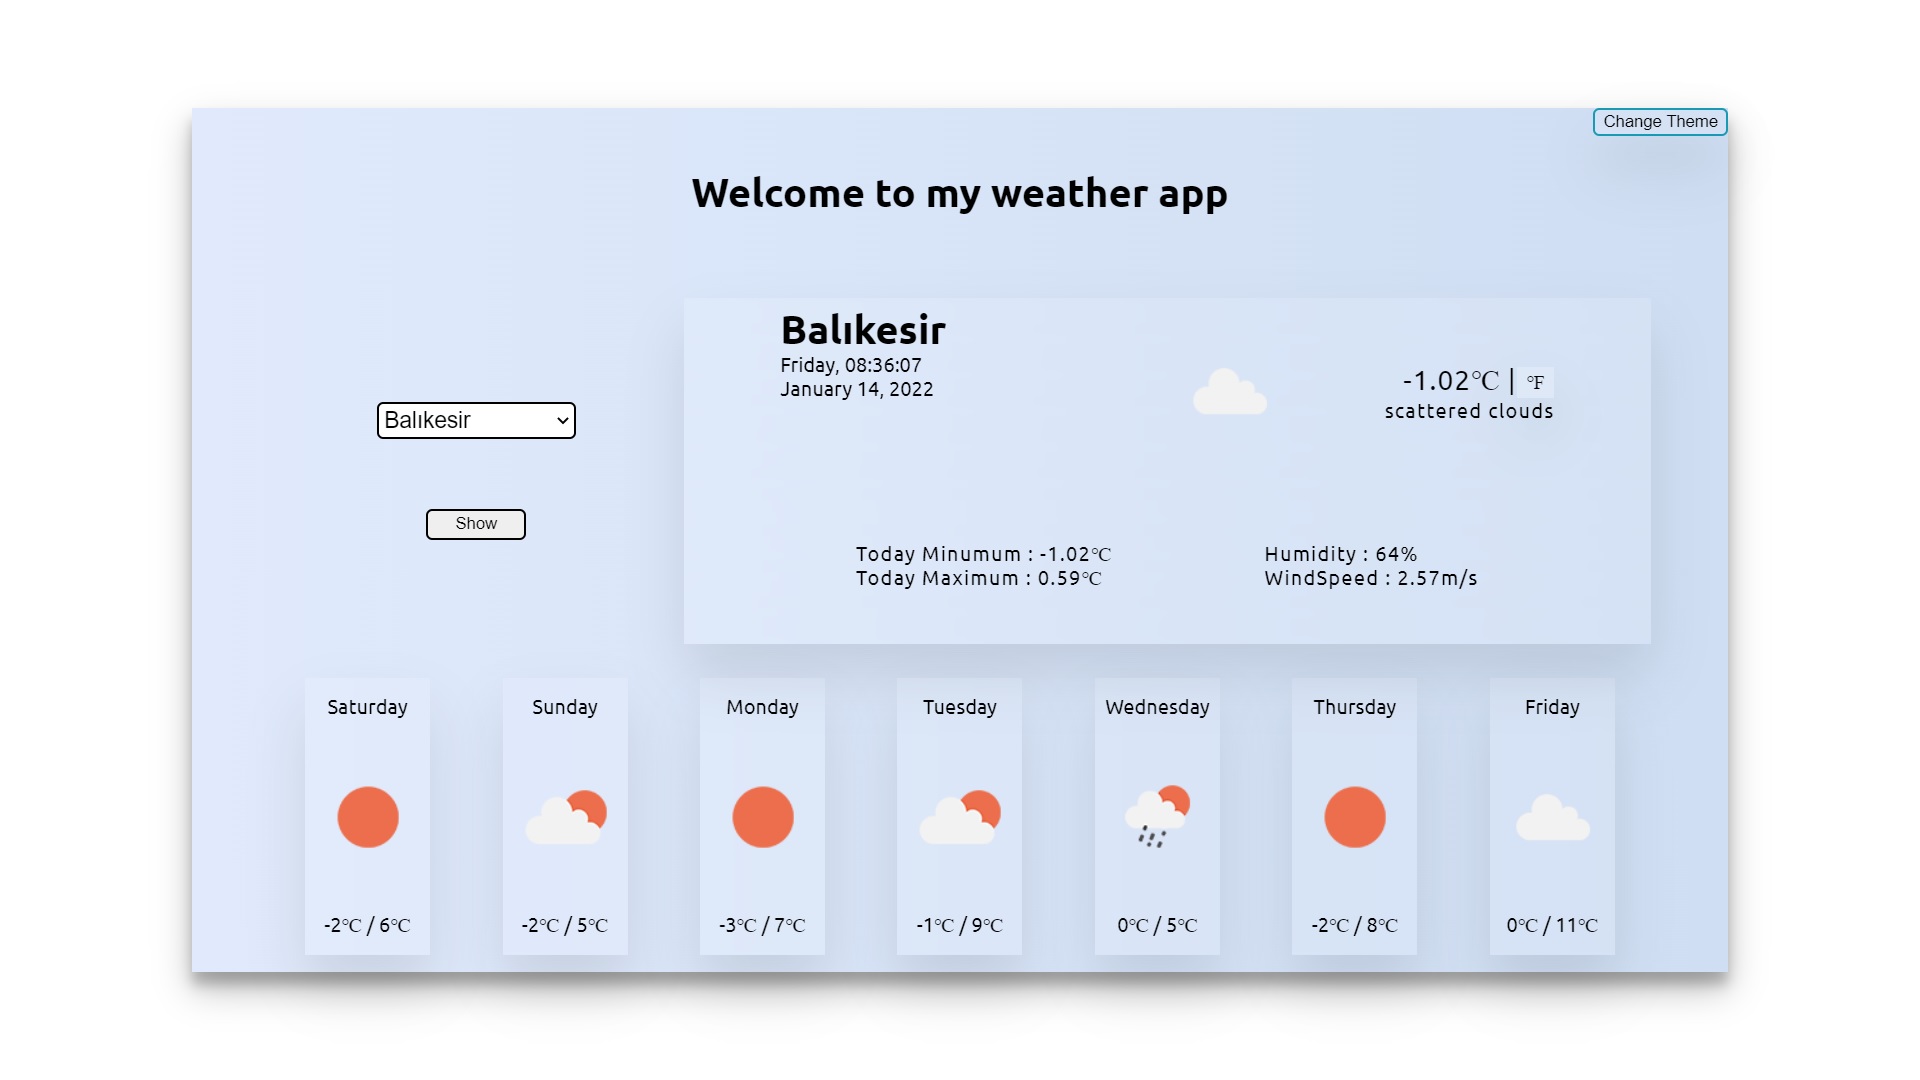 Change Theme
Welcome to my weather app
Balıkesir
Show
Balıkesir
Friday, 08:36:07
January 14, 2022
-1.02℃ | °F
scattered clouds
Today Minumum : -1.02℃
Today Maximum : 0.59℃
Humidity : 64%
WindSpeed : 2.57m/s
Saturday
-2℃ / 6℃
Sunday
-2℃ / 5℃
Monday
-3℃ / 7℃
Tuesday
-1℃ / 9℃
Wednesday
0℃ / 5℃
Thursday
-2℃ / 8℃
Friday
0℃ / 11℃